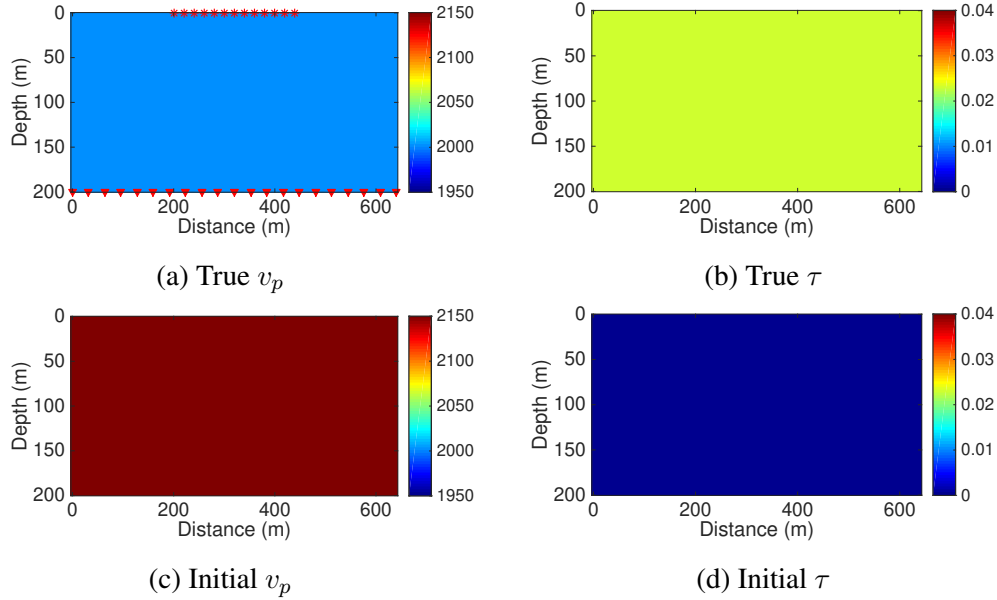 0
50
100
150
200
Depth (m)
0 200 400 600
Distance (m)
2150
2100
2050
2000
1950
(a) True v_p
0
50
100
150
200
Depth (m)
0 200 400 600
Distance (m)
0.04
0.03
0.02
0.01
0
(b) True τ
0
50
100
150
200
Depth (m)
0 200 400 600
Distance (m)
2150
2100
2050
2000
1950
(c) Initial v_p
0
50
100
150
200
Depth (m)
0 200 400 600
Distance (m)
0.04
0.03
0.02
0.01
0
(d) Initial τ